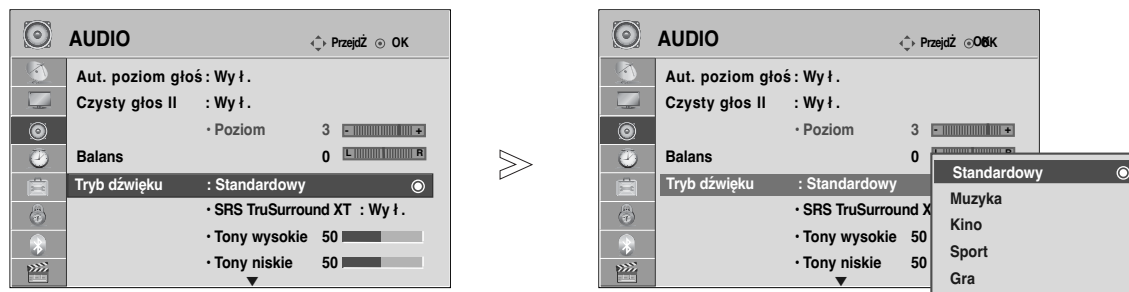 AUDIO
PrzejdŹ OK
Aut. poziom głoś : Wył.
Czysty głos II : Wył.
• Poziom 3 - +
Balans 0 L R
Tryb dźwięku : Standardowy
• SRS TruSurround XT : Wył.
• Tony wysokie 50
• Tony niskie 50
AUDIO
PrzejdŹ
Aut. poziom głoś : Wył.
Czysty głos II : Wył.
• Poziom 3 - +
Balans 0
Tryb dźwięku : Standardowy
• SRS TruSurround X
• Tony wysokie 50
• Tony niskie 50
Standardowy
Muzyka
Kino
Sport
Gra